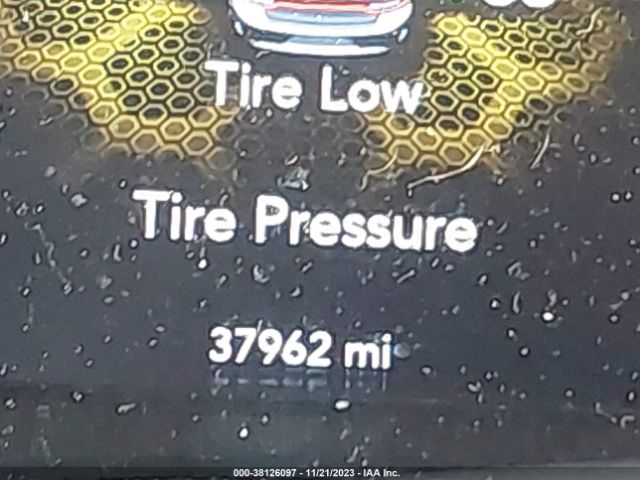 Tire Low
Tire Pressure
37962 mi
000-38126097 - 11/21/2023 - IAA Inc.